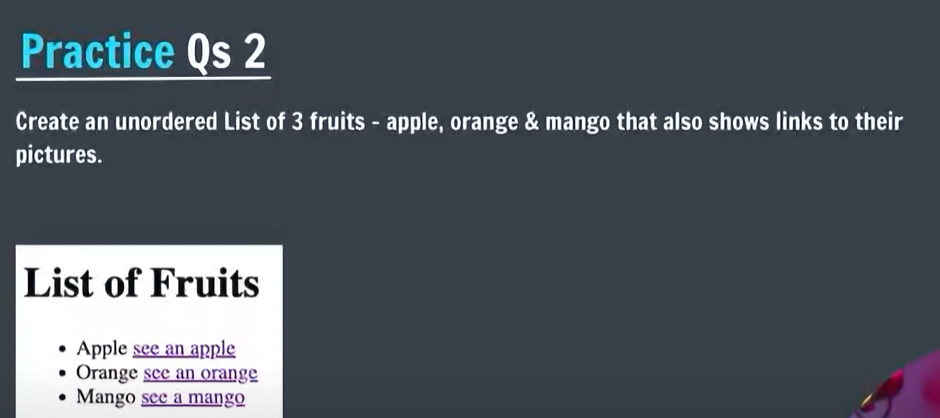 Practice Qs 2
Create an unordered List of 3 fruits - apple, orange & mango that also shows links to their
pictures.
List of Fruits
• Apple see an apple
• Orange see an orange
• Mango see a mango